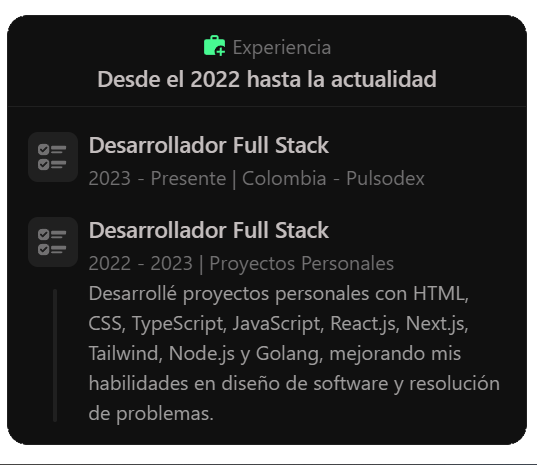 Experiencia
Desde el 2022 hasta la actualidad
Desarrollador Full Stack
2023 - Presente | Colombia - Pulsodex
Desarrollador Full Stack
2022 - 2023 | Proyectos Personales
Desarrollé proyectos personales con HTML,
CSS, TypeScript, JavaScript, React.js, Next.js,
Tailwind, Node.js y Golang, mejorando mis
habilidades en diseño de software y resolución
de problemas.